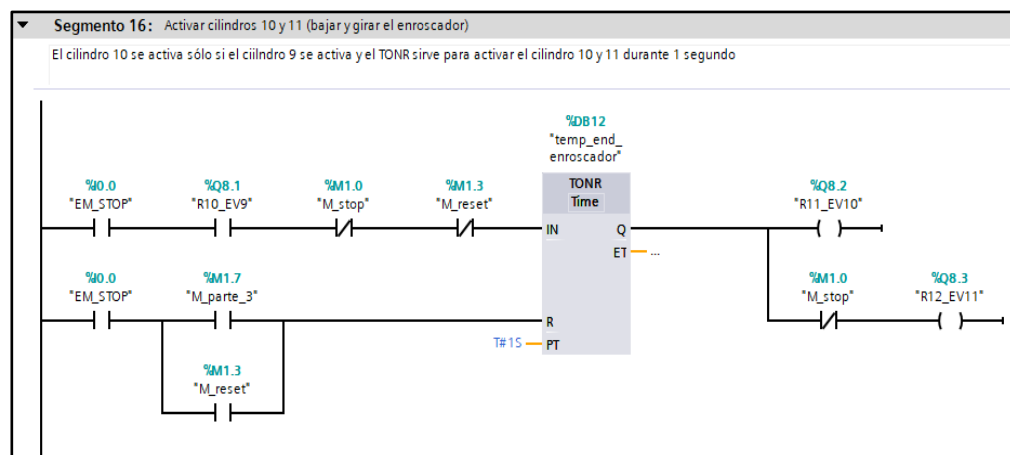 Segmento 16: Activar cilindros 10 y 11 (bajar y girar el enroscador)
El cilindro 10 se activa sólo si el ciilndro 9 se activa y el TONR sirve para activar el cilindro 10 y 11 durante 1 segundo
%DB12
"temp_end_
enroscador"
%I0.0 %Q8.1 %M1.0 %M1.3 TONR %Q8.2
"EM_STOP" "R10_EV9" "M_stop" "M_reset" Time "R11_EV10"
IN Q
ET ...
%I0.0 %M1.7 %M1.0 %Q8.3
"EM_STOP" "M_parte_3" "M_stop" "R12_EV11"
R
T#1S PT
%M1.3
"M_reset"